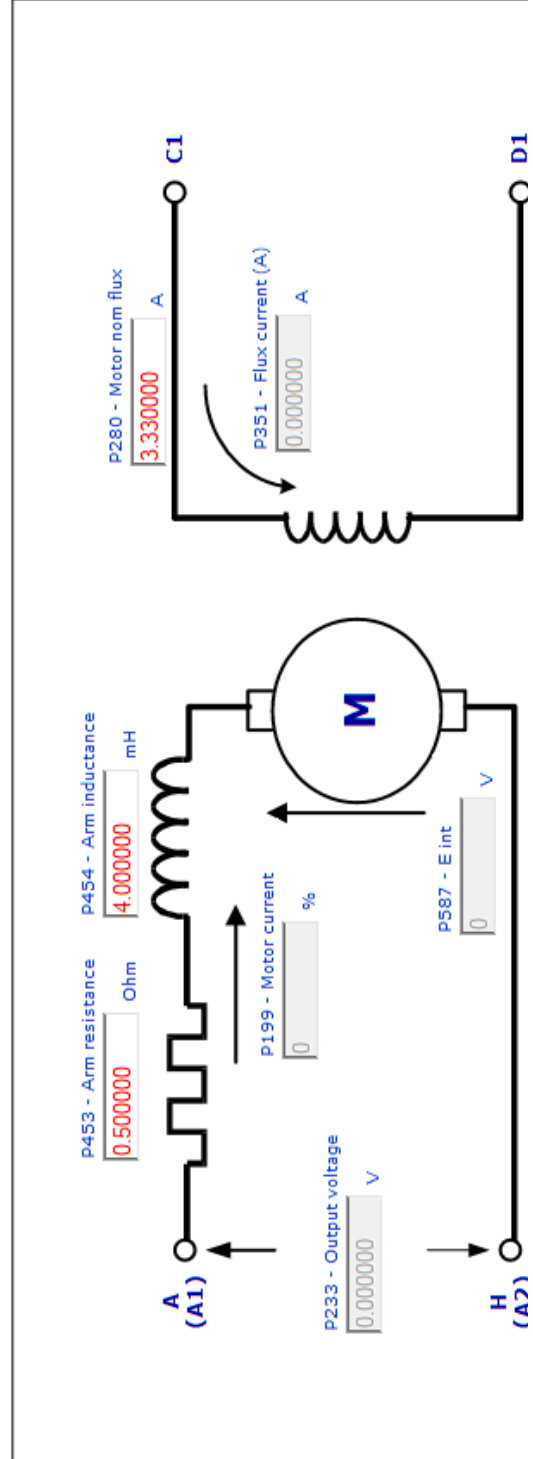 P453 - Arm resistance
0.500000 Ohm
P454 - Arm inductance
4.000000 mH
P280 - Motor nom flux
3.330000 A
A
(A1)
C1
P199 - Motor current
0 %
P351 - Flux current (A)
0.000000 A
P233 - Output voltage
0.000000 V
M
P587 - E int
0 V
H
(A2)
D1